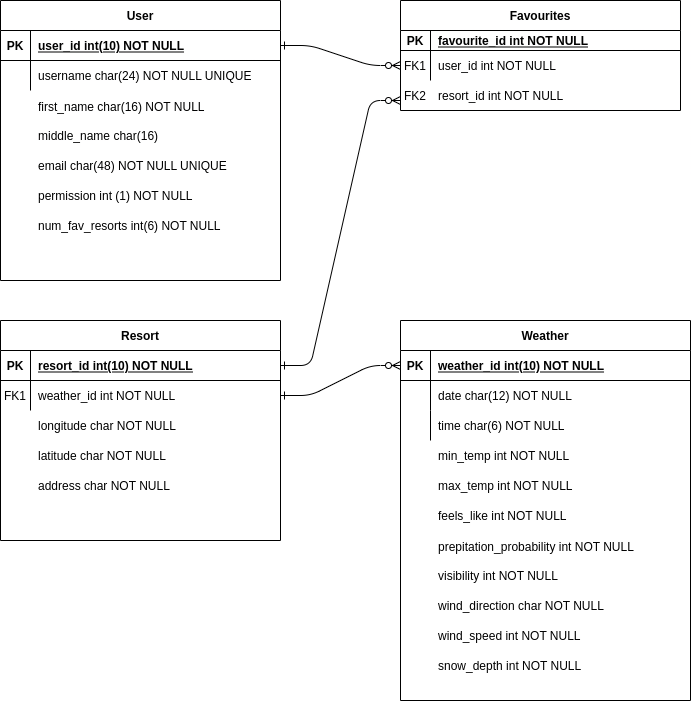 User
PK user_id int(10) NOT NULL
username char(24) NOT NULL UNIQUE
first_name char(16) NOT NULL
middle_name char(16)
email char(48) NOT NULL UNIQUE
permission int (1) NOT NULL
num_fav_resorts int(6) NOT NULL
Favourites
PK favourite_id int NOT NULL
FK1 user_id int NOT NULL
FK2 resort_id int NOT NULL
Resort
PK resort_id int(10) NOT NULL
FK1 weather_id int NOT NULL
longitude char NOT NULL
latitude char NOT NULL
address char NOT NULL
Weather
PK weather_id int(10) NOT NULL
date char(12) NOT NULL
time char(6) NOT NULL
min_temp int NOT NULL
max_temp int NOT NULL
feels_like int NOT NULL
prepitation_probability int NOT NULL
visibility int NOT NULL
wind_direction char NOT NULL
wind_speed int NOT NULL
snow_depth int NOT NULL